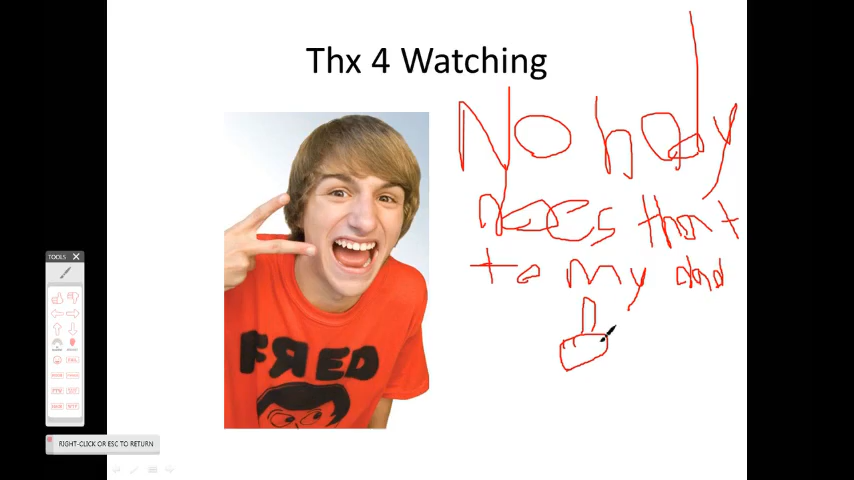 Thx 4 Watching
Nobody
does that
to my dad
FRED
TOOLS
RIGHT-CLICK OR ESC TO RETURN